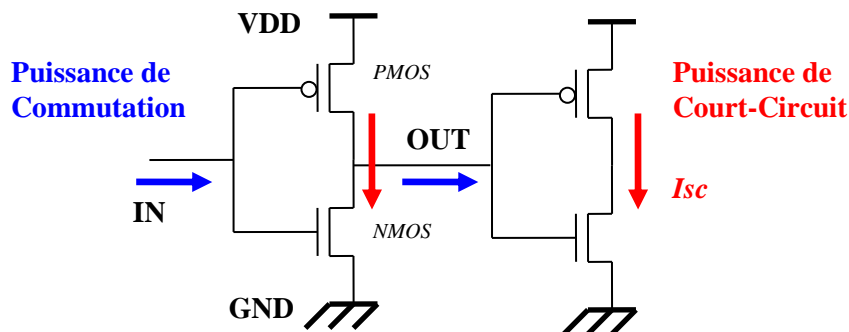 VDD
Puissance de
Commutation
PMOS
Puissance de
Court-Circuit
OUT
IN
Isc
NMOS
GND